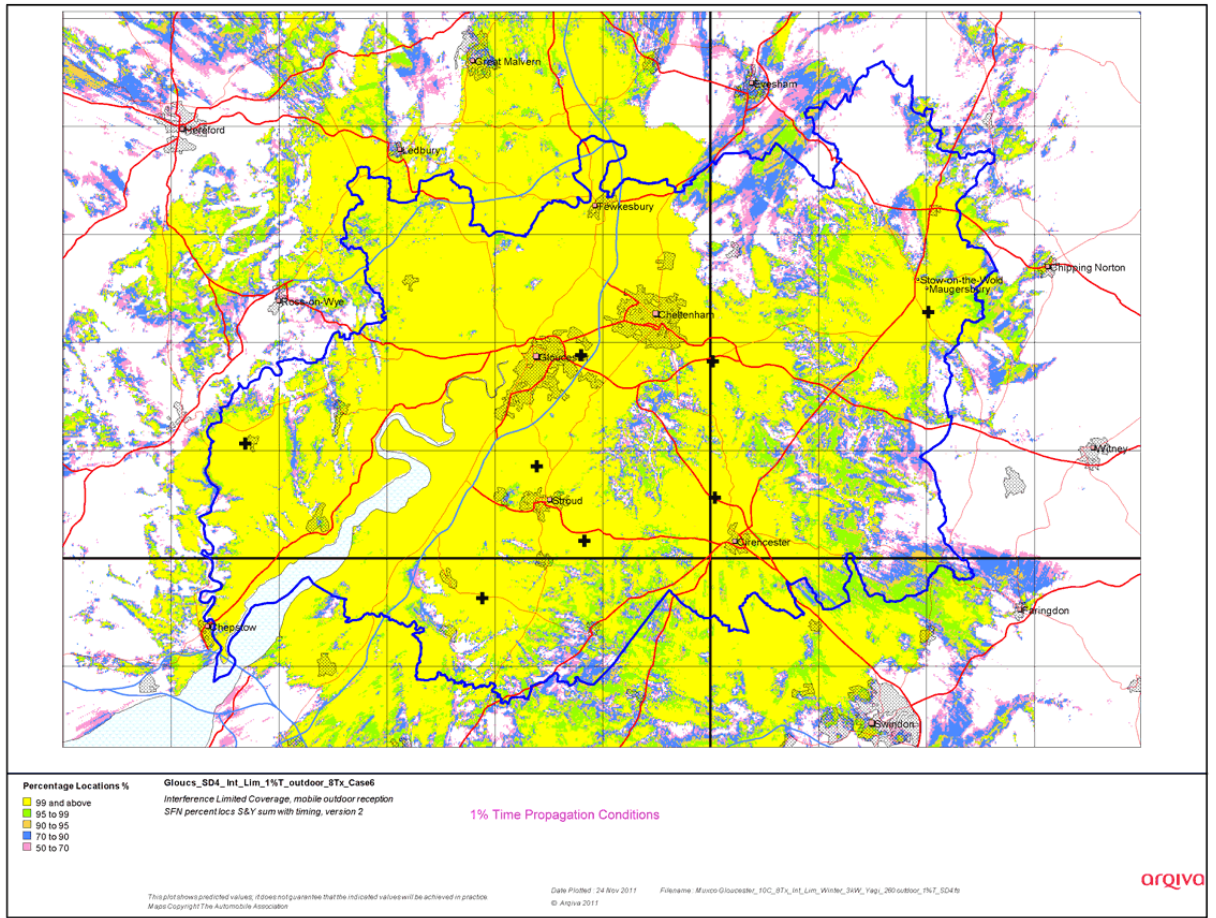 Great Malvern
Evesham
Hereford
Ledbury
Tewkesbury
Chipping Norton
Stow-on-the-Wold
Maugersbury
Ross-on-Wye
Cheltenham
Witney
Stroud
Cirencester
Faringdon
Chepstow
Swindon
Percentage Locations %
99 and above
95 to 99
90 to 95
70 to 90
50 to 70
Gloucs_SD4_Int_Lim_1%T_outdoor_8Tx_Case6
Interference Limited Coverage, mobile outdoor reception
SFN percent locs S&Y sum with timing, version 2
1% Time Propagation Conditions
This plot shows predicted values, it does not guarantee that the indicated values will be achieved in practice.
Maps Copyright The Automobile Association
Date Plotted : 24 Nov 2011
© Arqiva 2011
arqiva